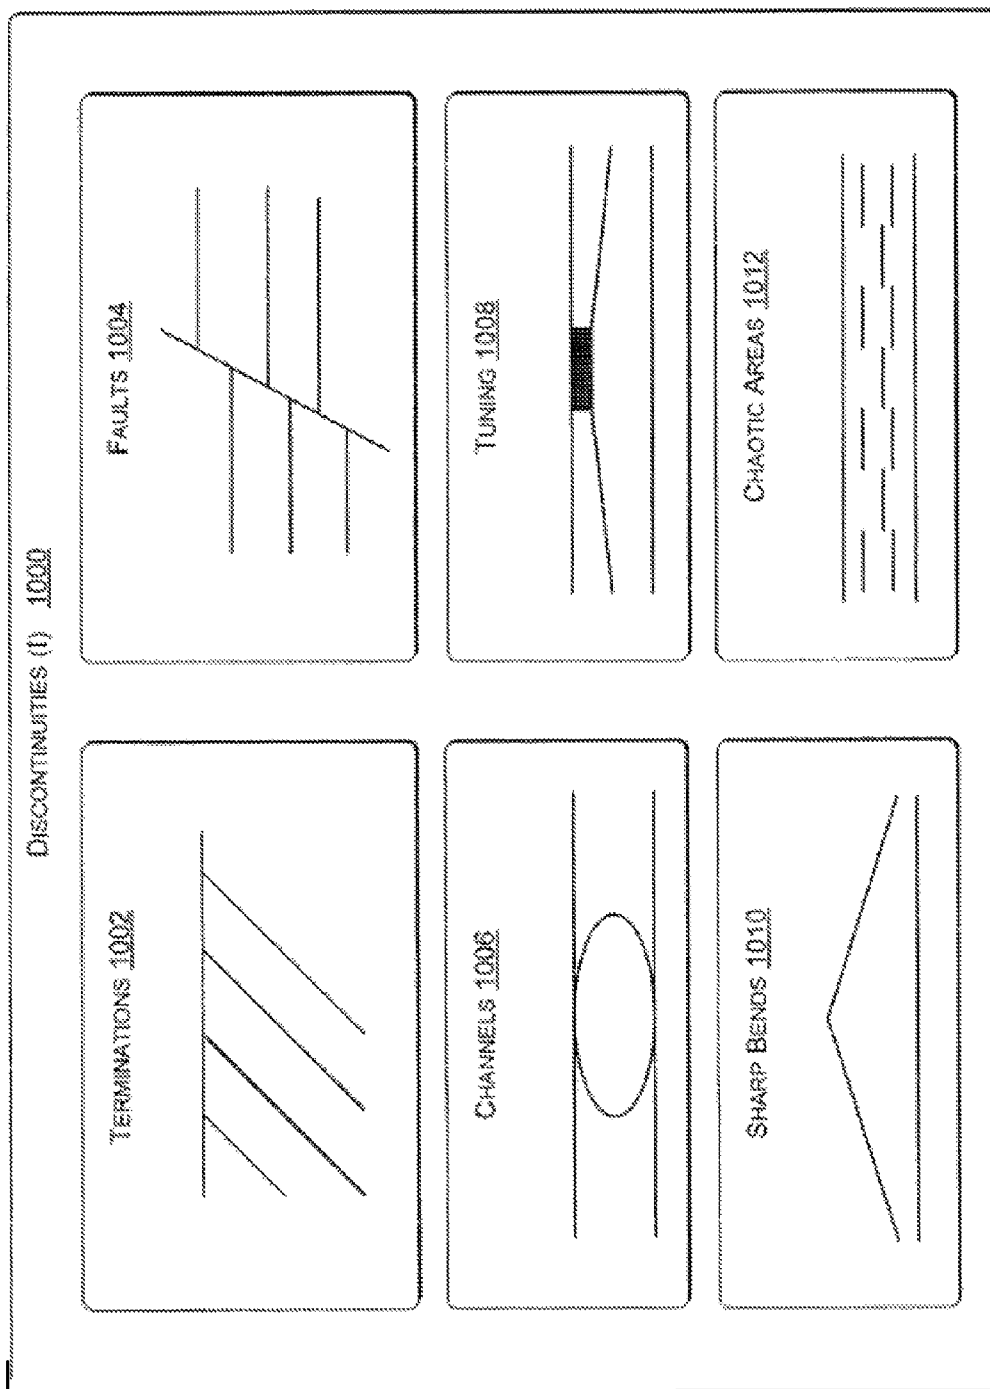 DISCONTINUITIES (I) 1000
TERMINATIONS 1002
FAULTS 1004
CHANNELS 1006
TUNING 1008
SHARP BENDS 1010
CHAOTIC AREAS 1012